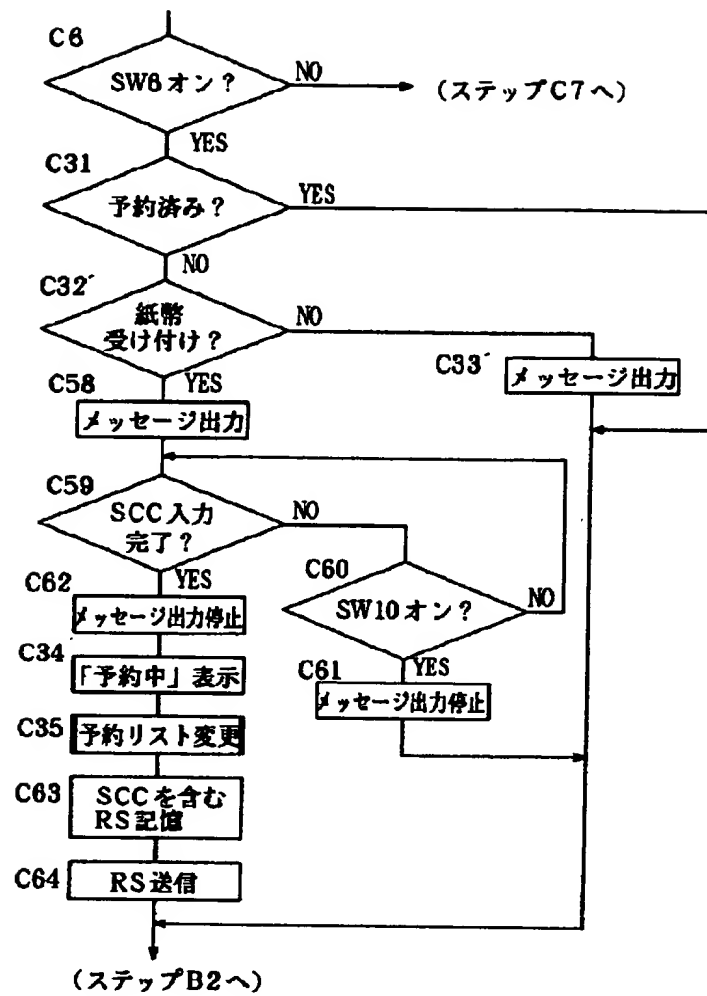 C6
SW6オン?
NO
(ステップC7へ)
YES
C31
予約済み?
YES
NO
C32´
紙幣
受け付け?
NO
C33´
メッセージ出力
YES
C58
メッセージ出力
C59
SCC入力
完了?
NO
C60
SW10オン?
NO
YES
C62
メッセージ出力停止
YES
C61
メッセージ出力停止
C34
「予約中」表示
C35
予約リスト変更
C63
SCCを含む
RS記憶
C64
RS送信
(ステップB2へ)